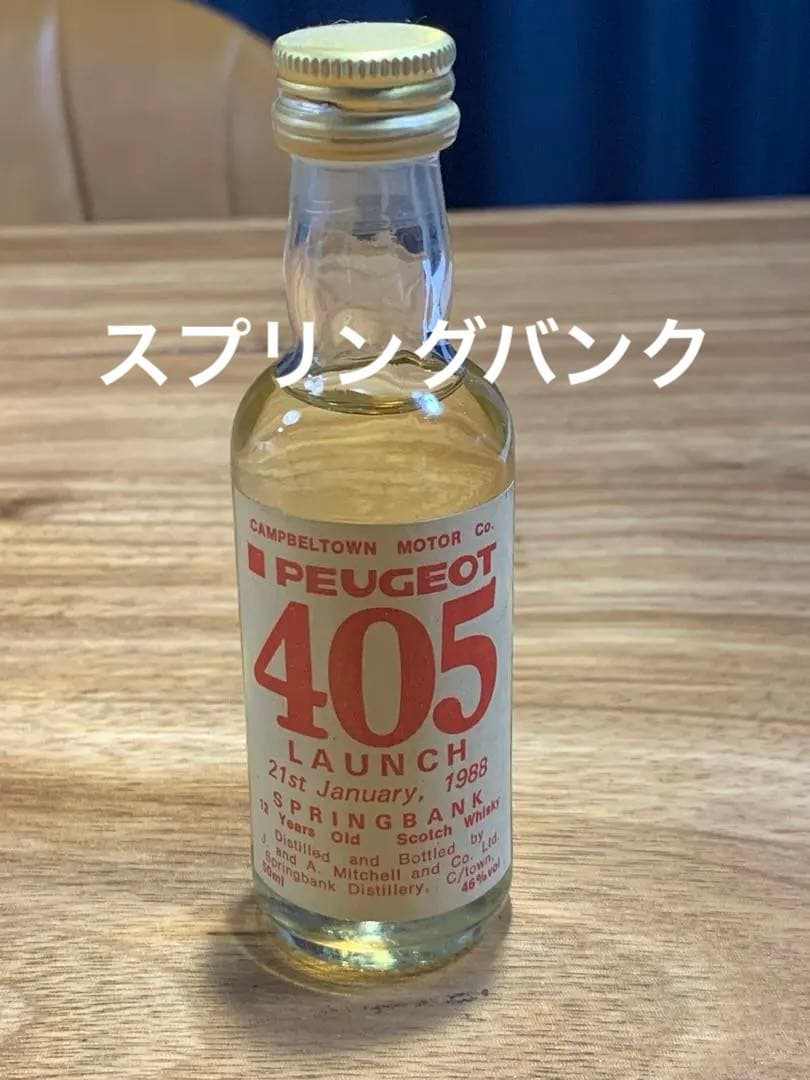 スプリングバンク
CAMPBELTOWN MOTOR Co.
PEUGEOT
405
LAUNCH
21st January, 1988
SPRINGBANK
12 Years Old Scotch Whisky
Distilled and Bottled by
J. and A. Mitchell and Co. Ltd.
Springbank Distillery, C/town.
50ml 46%vol